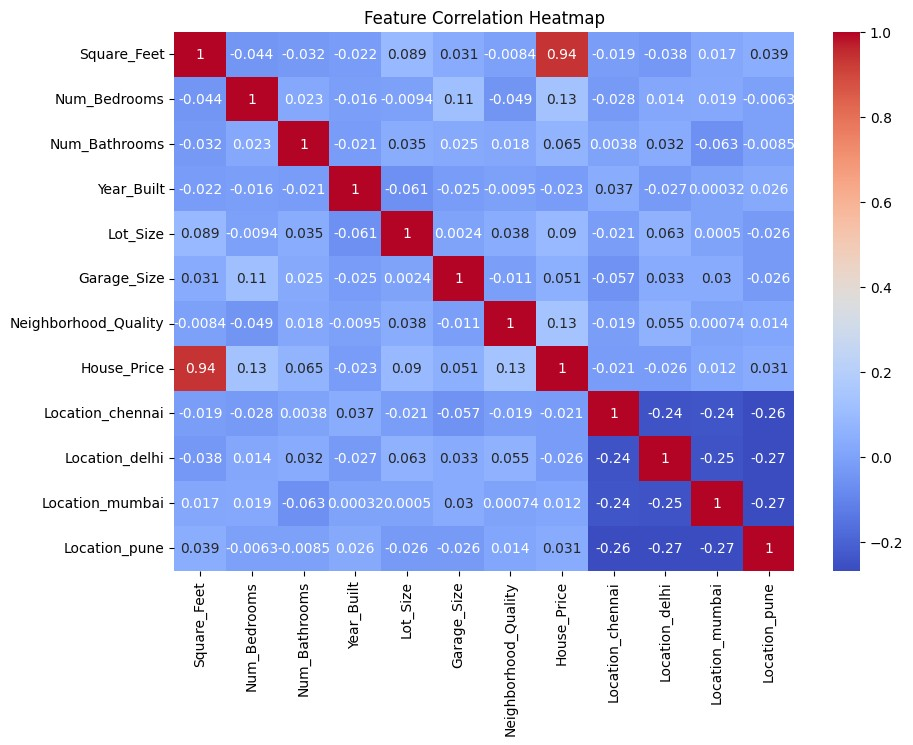 Feature Correlation Heatmap
Square_Feet 1 -0.044 -0.032 -0.022 0.089 0.031 -0.0084 0.94 -0.019 -0.038 0.017 0.039
Num_Bedrooms -0.044 1 0.023 -0.016 -0.0094 0.11 -0.049 0.13 -0.028 0.014 0.019 -0.0063
Num_Bathrooms -0.032 0.023 1 -0.021 0.035 0.025 0.018 0.065 0.0038 0.032 -0.063 -0.0085
Year_Built -0.022 -0.016 -0.021 1 -0.061 -0.025 -0.0095 -0.023 0.037 -0.027 0.00032 0.026
Lot_Size 0.089 -0.0094 0.035 -0.061 1 0.0024 0.038 0.09 -0.021 0.063 0.0005 -0.026
Garage_Size 0.031 0.11 0.025 -0.025 0.0024 1 -0.011 0.051 -0.057 0.033 0.03 -0.026
Neighborhood_Quality -0.0084 -0.049 0.018 -0.0095 0.038 -0.011 1 0.13 -0.019 0.055 0.00074 0.014
House_Price 0.94 0.13 0.065 -0.023 0.09 0.051 0.13 1 -0.021 -0.026 0.012 0.031
Location_chennai -0.019 -0.028 0.0038 0.037 -0.021 -0.057 -0.019 -0.021 1 -0.24 -0.24 -0.26
Location_delhi -0.038 0.014 0.032 -0.027 0.063 0.033 0.055 -0.026 -0.24 1 -0.25 -0.27
Location_mumbai 0.017 0.019 -0.063 0.00032 0.0005 0.03 0.00074 0.012 -0.24 -0.25 1 -0.27
Location_pune 0.039 -0.0063 -0.0085 0.026 -0.026 -0.026 0.014 0.031 -0.26 -0.27 -0.27 1
Square_Feet Num_Bedrooms Num_Bathrooms Year_Built Lot_Size Garage_Size Neighborhood_Quality House_Price Location_chennai Location_delhi Location_mumbai Location_pune
1.0
0.8
0.6
0.4
0.2
0.0
−0.2